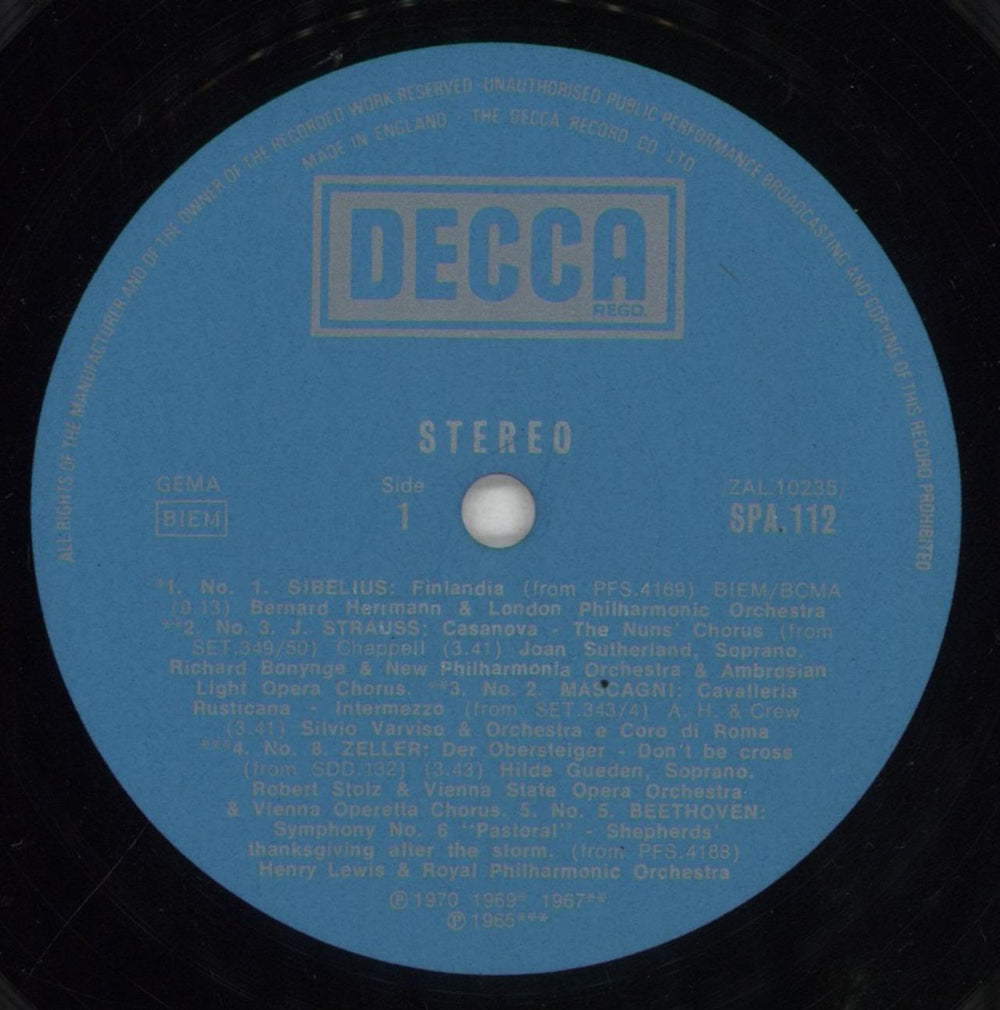 ALL RIGHTS OF THE MANUFACTURER AND OF THE OWNER OF THE RECORDED WORK RESERVED · UNAUTHORISED PUBLIC PERFORMANCE BROADCASTING AND COPYING OF THIS RECORD PROHIBITED
MADE IN ENGLAND · THE DECCA RECORD CO LTD
DECCA
REGD.
STEREO
GEMA
BIEM
Side
1
/ZAL.10235/
SPA.112
*1. No. 1. SIBELIUS: Finlandia (from PFS.4169) BIEM/BCMA
(9.13) Bernard Herrmann & London Philharmonic Orchestra
**2. No. 3. J. STRAUSS: Casanova - The Nuns' Chorus (from
SET.349/50) Chappell (3.41) Joan Sutherland, Soprano.
Richard Bonynge & New Philharmonia Orchestra & Ambrosian
Light Opera Chorus. **3. No. 2. MASCAGNI: Cavalleria
Rusticana - Intermezzo (from SET.343/4) A. H. & Crew
(3.41) Silvio Varviso & Orchestra e Coro di Roma
***4. No. 8. ZELLER: Der Obersteiger - Don't be cross
(from SDD.132) (3.43) Hilde Gueden, Soprano.
Robert Stolz & Vienna State Opera Orchestra
& Vienna Operetta Chorus. 5. No. 5. BEETHOVEN:
Symphony No. 6 "Pastoral" - Shepherds'
thanksgiving after the storm. (from PFS.4188)
Henry Lewis & Royal Philharmonic Orchestra
℗ 1970 1969* 1967**
℗ 1965***